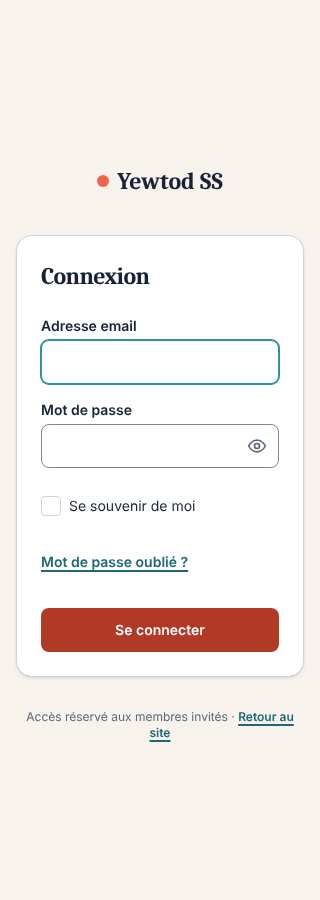 Yewtod SS
Connexion
Adresse email
Mot de passe
Se souvenir de moi
Mot de passe oublié ?
Se connecter
Accès réservé aux membres invités · Retour au
site